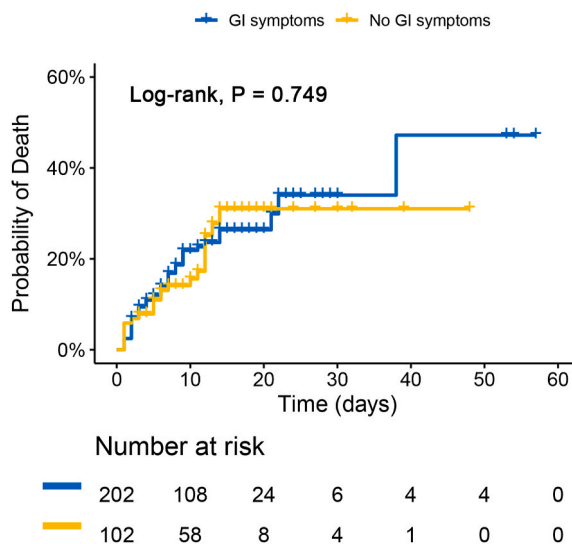 GI symptoms No GI symptoms
Log-rank, P = 0.749
Probability of Death
60%
40%
20%
0%
0 10 20 30 40 50 60
Time (days)
Number at risk
202 108 24 6 4 4 0
102 58 8 4 1 0 0